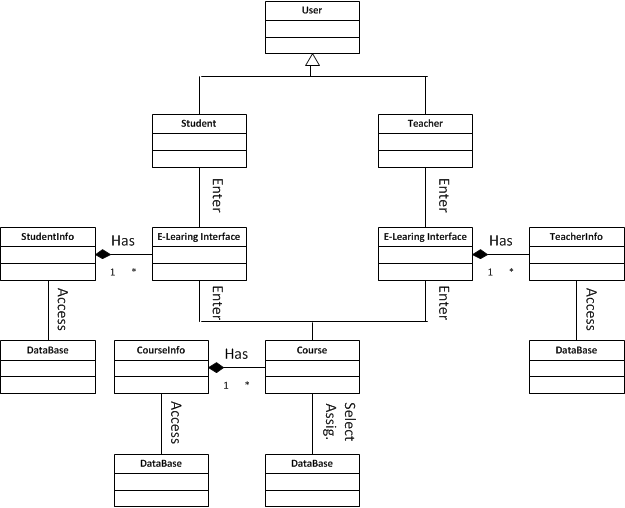 User
Student
Teacher
Enter
Enter
StudentInfo
Has
1 *
E-Learing Interface
E-Learing Interface
Has
1 *
TeacherInfo
Access
Enter
Enter
Access
DataBase
CourseInfo
Has
1 *
Course
DataBase
Access
Select
Assig.
DataBase
DataBase